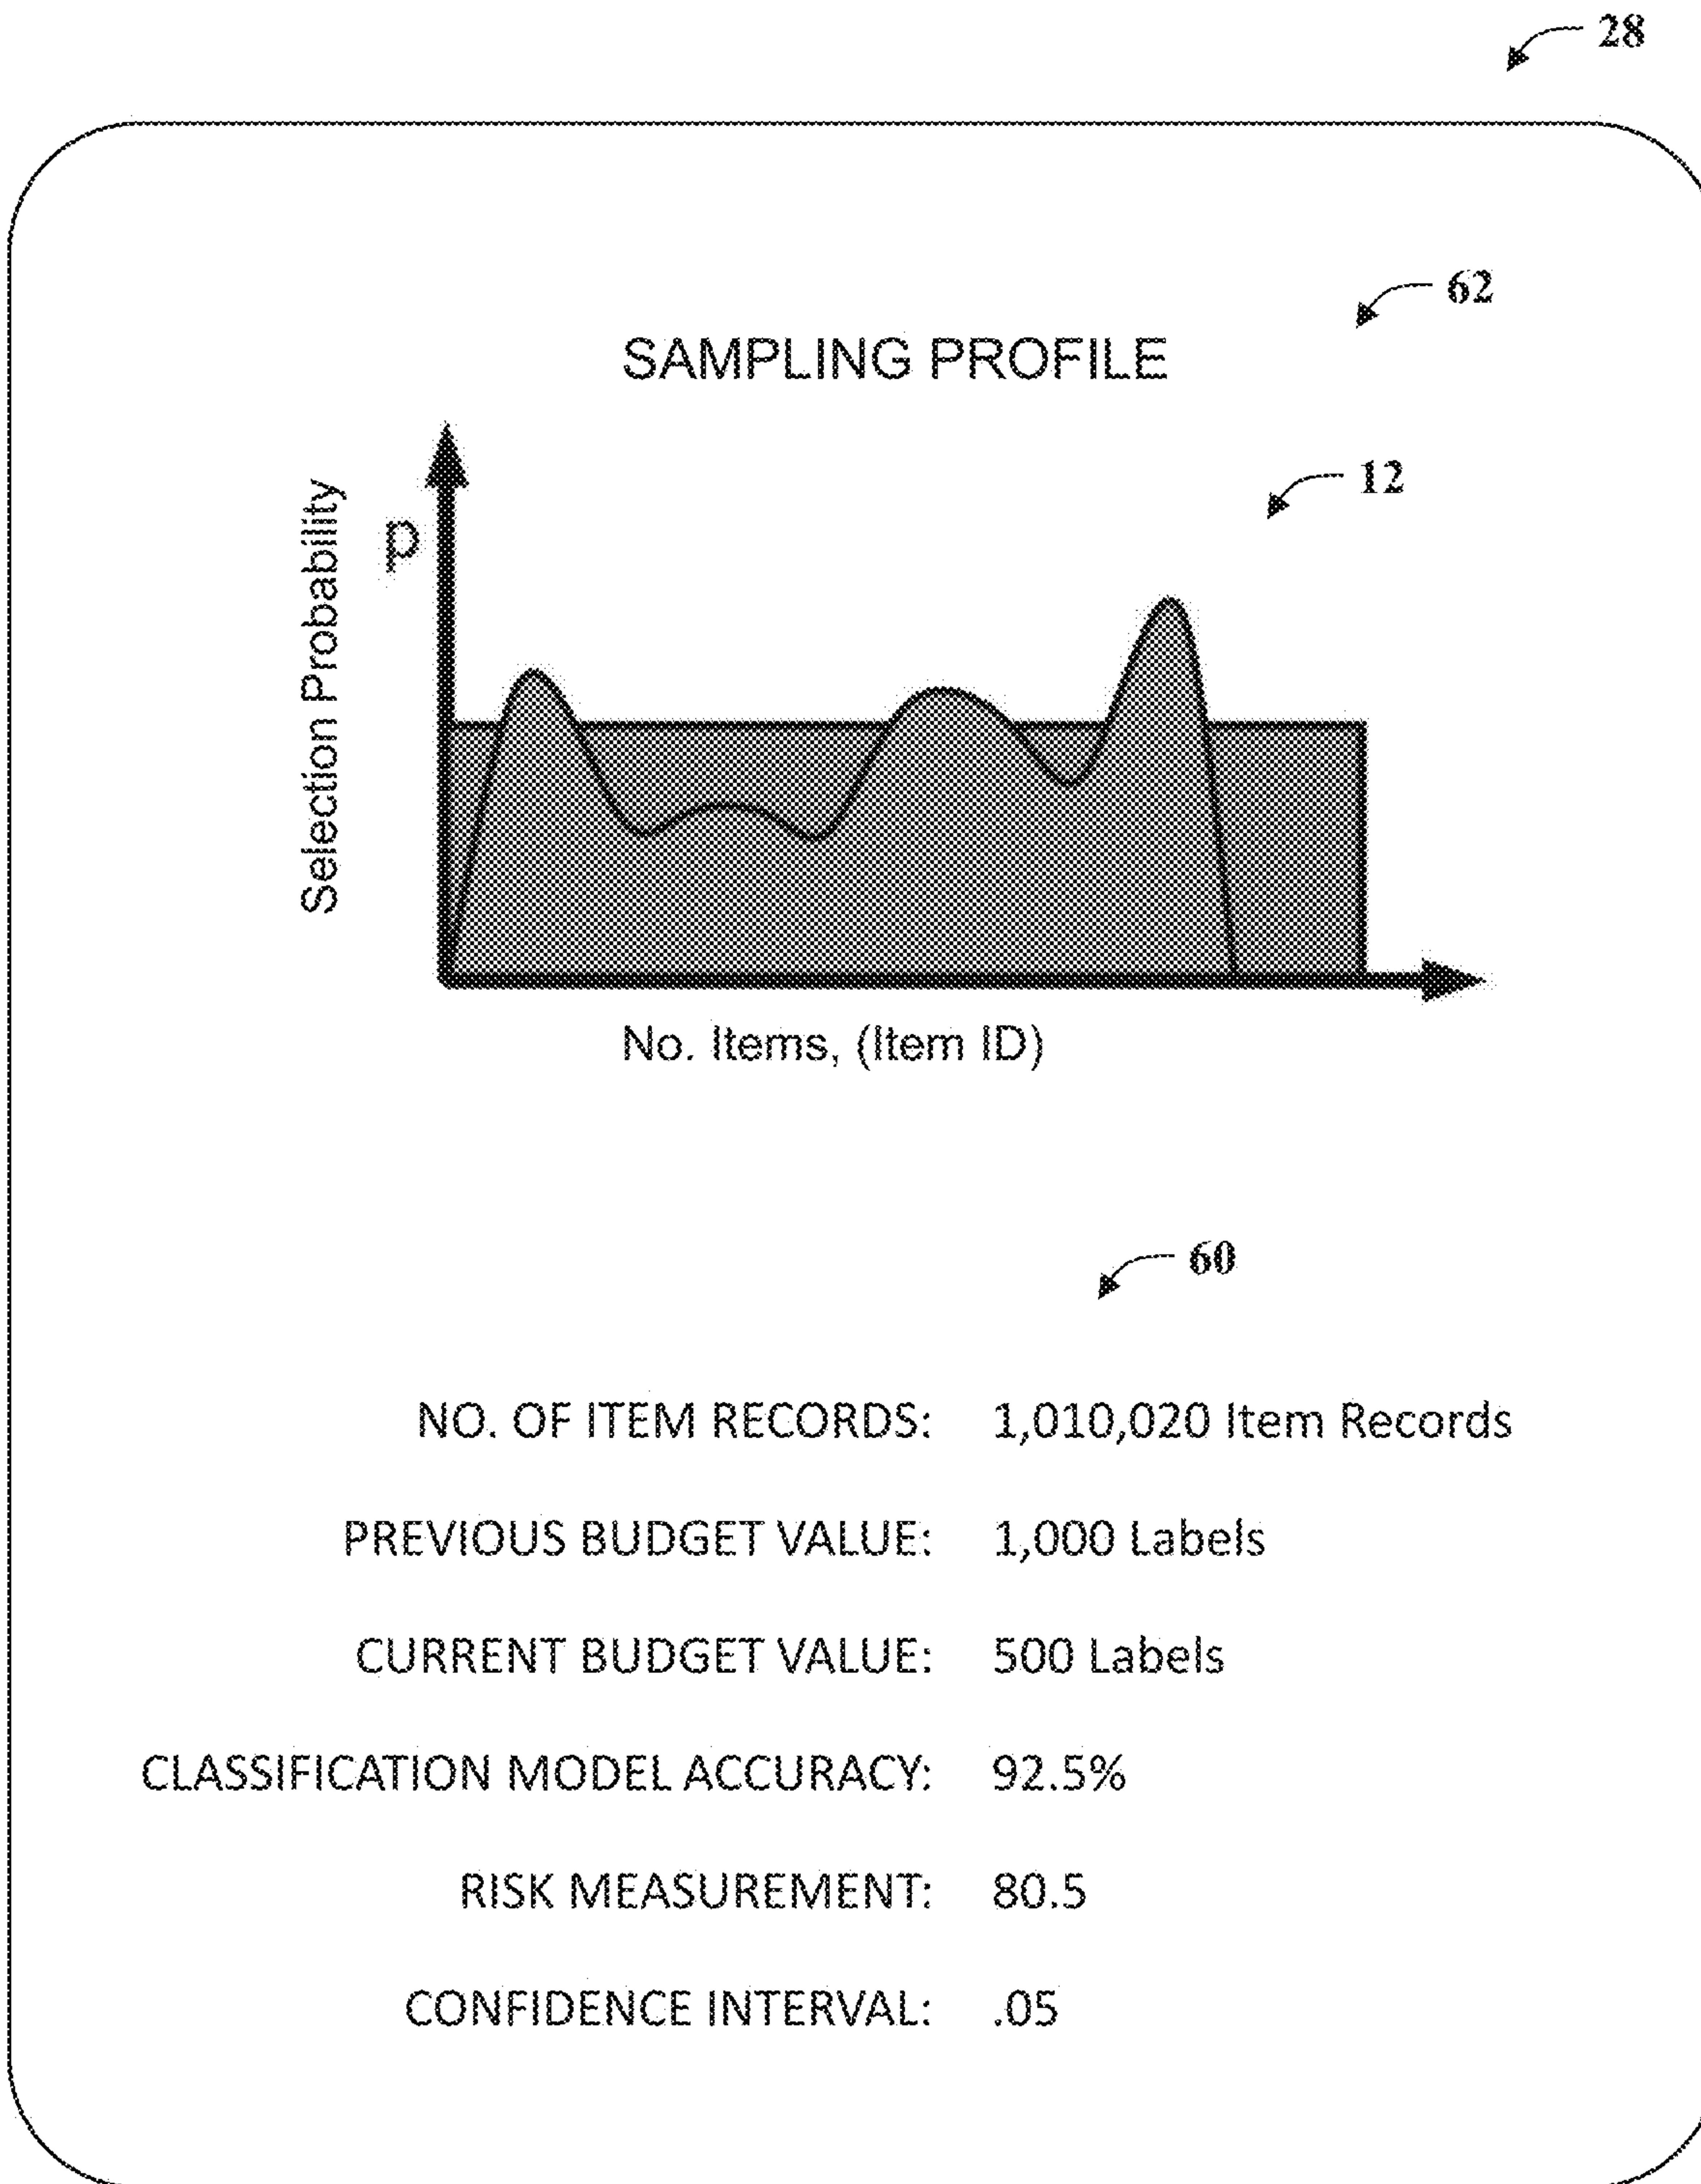 28
62
SAMPLING PROFILE
12
Selection Probability
p
No. Items, (Item ID)
60
NO. OF ITEM RECORDS: 1,010,020 Item Records
PREVIOUS BUDGET VALUE: 1,000 Labels
CURRENT BUDGET VALUE: 500 Labels
CLASSIFICATION MODEL ACCURACY: 92.5%
RISK MEASUREMENT: 80.5
CONFIDENCE INTERVAL: .05